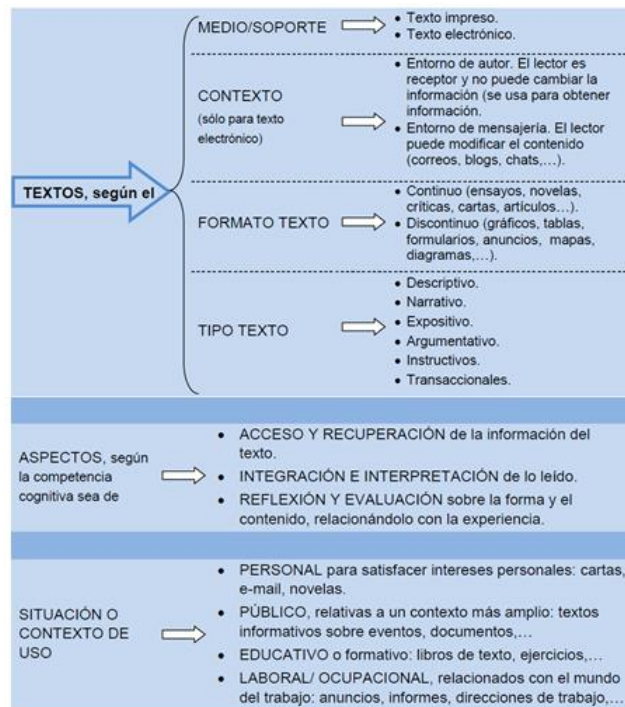 TEXTOS, según el
MEDIO/SOPORTE
• Texto impreso.
• Texto electrónico.
CONTEXTO
(sólo para texto
electrónico)
• Entorno de autor. El lector es
receptor y no puede cambiar la
información (se usa para obtener
información.
• Entorno de mensajería. El lector
puede modificar el contenido
(correos, blogs, chats,…).
FORMATO TEXTO
• Continuo (ensayos, novelas,
críticas, cartas, artículos…).
• Discontinuo (gráficos, tablas,
formularios, anuncios, mapas,
diagramas,…).
TIPO TEXTO
• Descriptivo.
• Narrativo.
• Expositivo.
• Argumentativo.
• Instructivos.
• Transaccionales.
ASPECTOS, según
la competencia
cognitiva sea de
• ACCESO Y RECUPERACIÓN de la información del
texto.
• INTEGRACIÓN E INTERPRETACIÓN de lo leído.
• REFLEXIÓN Y EVALUACIÓN sobre la forma y el
contenido, relacionándolo con la experiencia.
SITUACIÓN O
CONTEXTO DE
USO
• PERSONAL para satisfacer intereses personales: cartas,
e-mail, novelas.
• PÚBLICO, relativas a un contexto más amplio: textos
informativos sobre eventos, documentos,…
• EDUCATIVO o formativo: libros de texto, ejercicios,…
• LABORAL/ OCUPACIONAL, relacionados con el mundo
del trabajo: anuncios, informes, direcciones de trabajo,…